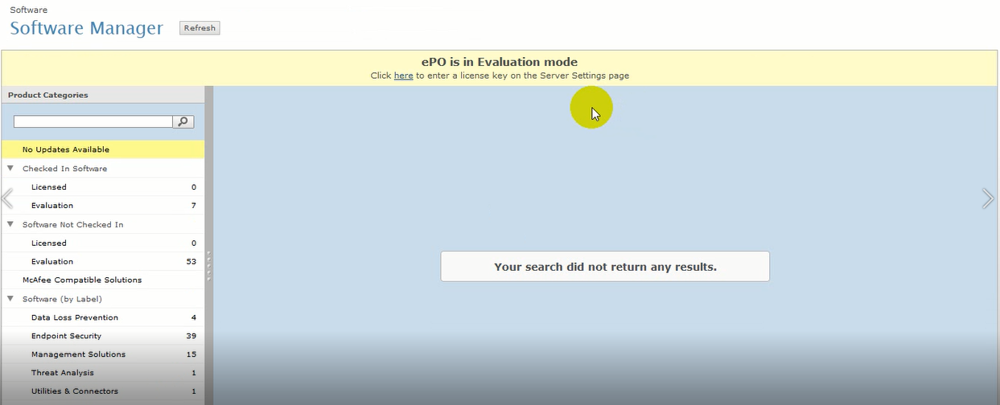 Software
Software Manager
Refresh
ePO is in Evaluation mode
Click here to enter a license key on the Server Settings page
Product Categories
No Updates Available
Checked In Software
Licensed 0
Evaluation 7
Software Not Checked In
Licensed 0
Evaluation 53
McAfee Compatible Solutions
Software (by Label)
Data Loss Prevention 4
Endpoint Security 39
Management Solutions 15
Threat Analysis 1
Utilities & Connectors 1
Your search did not return any results.